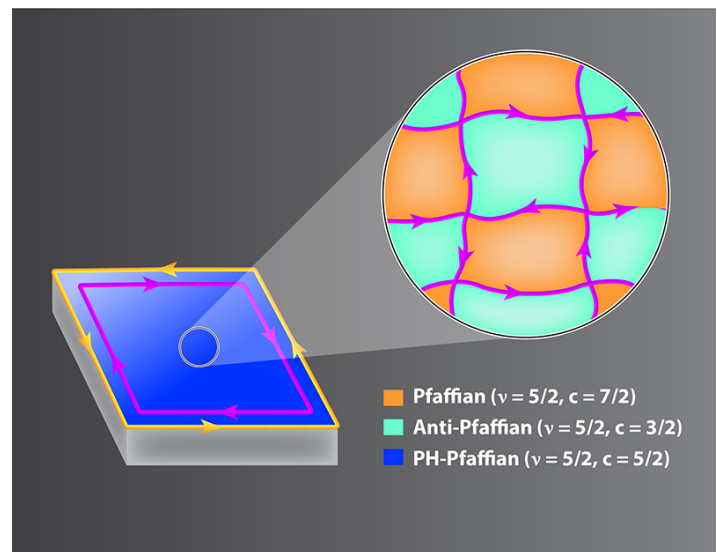 Pfaffian (ν = 5/2, c = 7/2)
Anti-Pfaffian (ν = 5/2, c = 3/2)
PH-Pfaffian (ν = 5/2, c = 5/2)